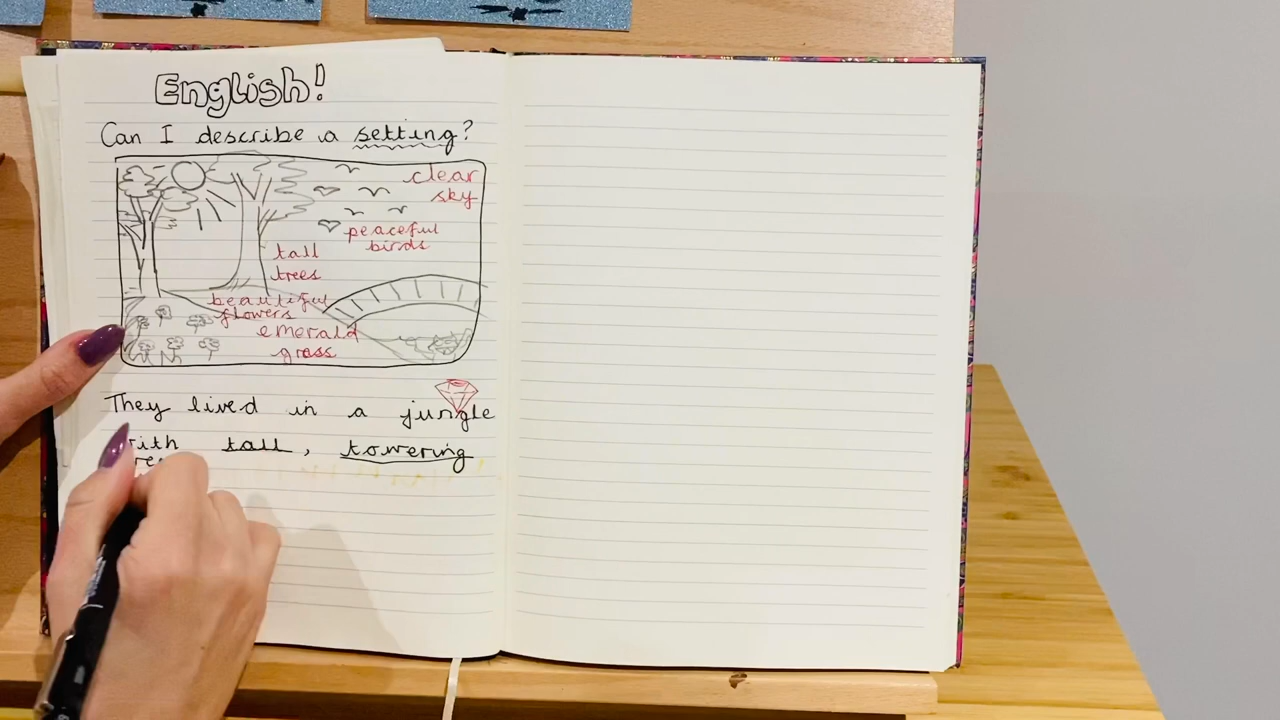 English!
Can I describe a setting?
clear
sky
peaceful
birds
tall
trees
beautiful
flowers
emerald
grass
They lived in a jungle
with tall, towering